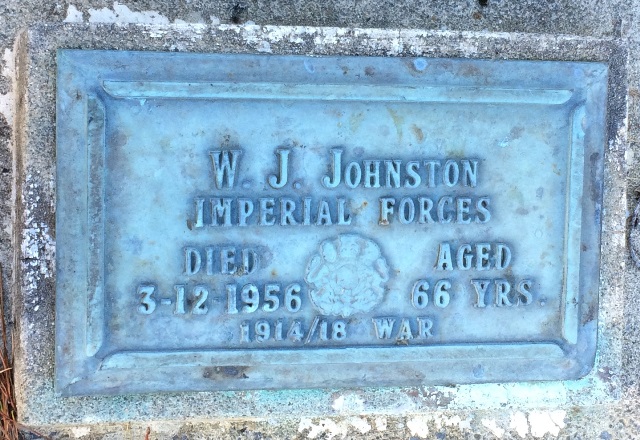 W. J. JOHNSTON
IMPERIAL FORCES
DIED AGED
3-12-1956 66 YRS.
1914/18 WAR